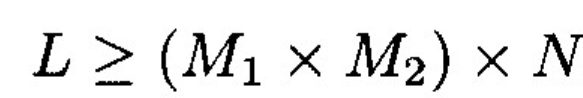 L ≥ (M₁ × M₂) × N